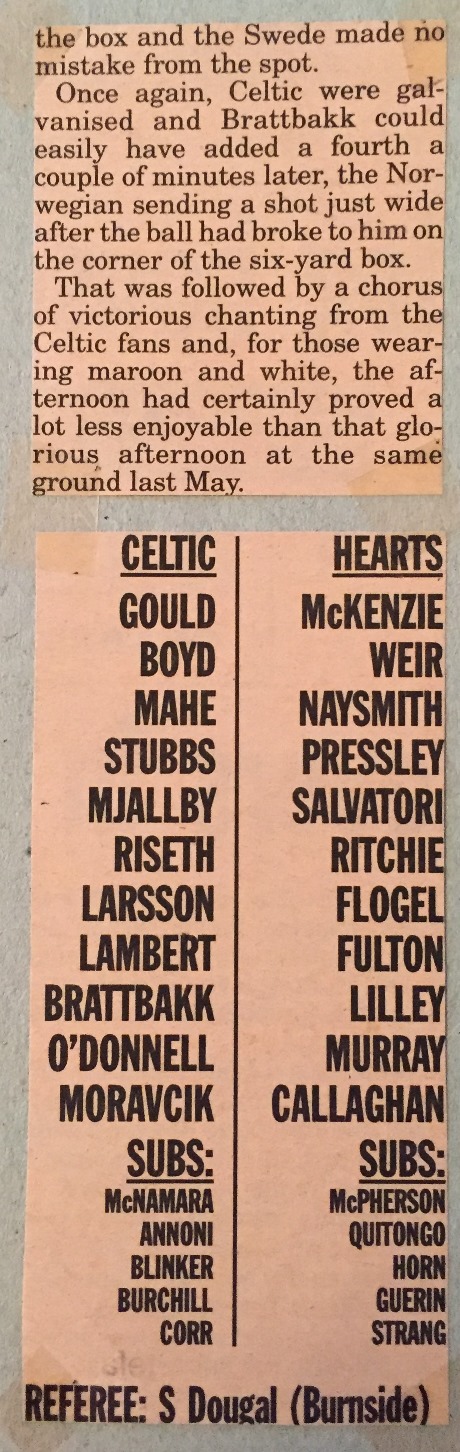 the box and the Swede made no
mistake from the spot.
Once again, Celtic were gal-
vanised and Brattbakk could
easily have added a fourth a
couple of minutes later, the Nor-
wegian sending a shot just wide
after the ball had broke to him on
the corner of the six-yard box.
That was followed by a chorus
of victorious chanting from the
Celtic fans and, for those wear-
ing maroon and white, the af-
ternoon had certainly proved a
lot less enjoyable than that glo-
rious afternoon at the same
ground last May.
CELTIC
GOULD
BOYD
MAHE
STUBBS
MJALLBY
RISETH
LARSSON
LAMBERT
BRATTBAKK
O'DONNELL
MORAVCIK
SUBS:
McNAMARA
ANNONI
BLINKER
BURCHILL
CORR
HEARTS
McKENZIE
WEIR
NAYSMITH
PRESSLEY
SALVATORI
RITCHIE
FLOGEL
FULTON
LILLEY
MURRAY
CALLAGHAN
SUBS:
McPHERSON
QUITONGO
HORN
GUERIN
STRANG
REFEREE: S Dougal (Burnside)